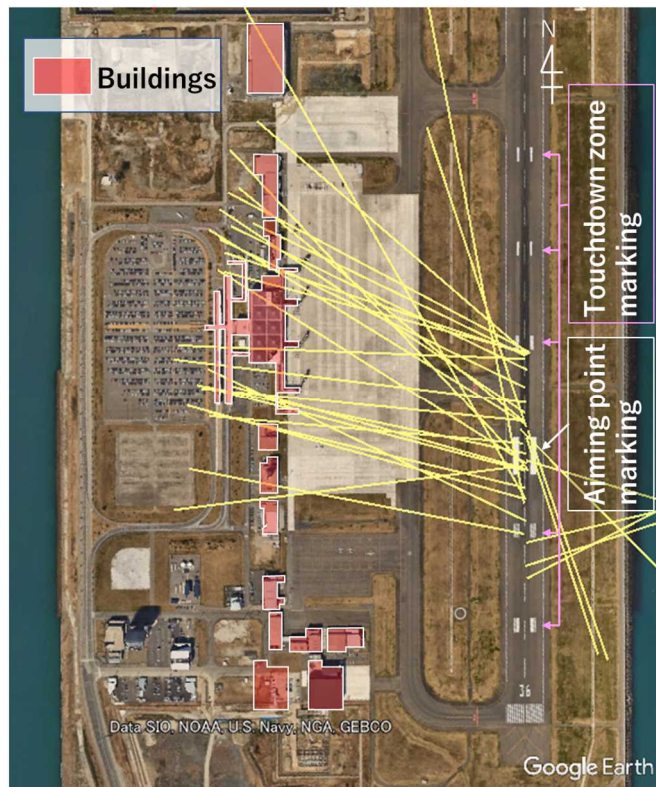 Buildings
N
Touchdown zone
marking
Aiming point
marking
36
Data SIO, NOAA, U.S. Navy, NGA, GEBCO
Google Earth